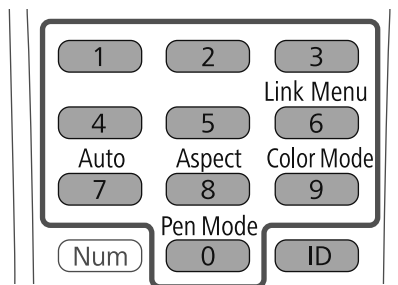 1 2 3
Link Menu
4 5 6
Auto Aspect Color Mode
7 8 9
Pen Mode
Num 0 ID